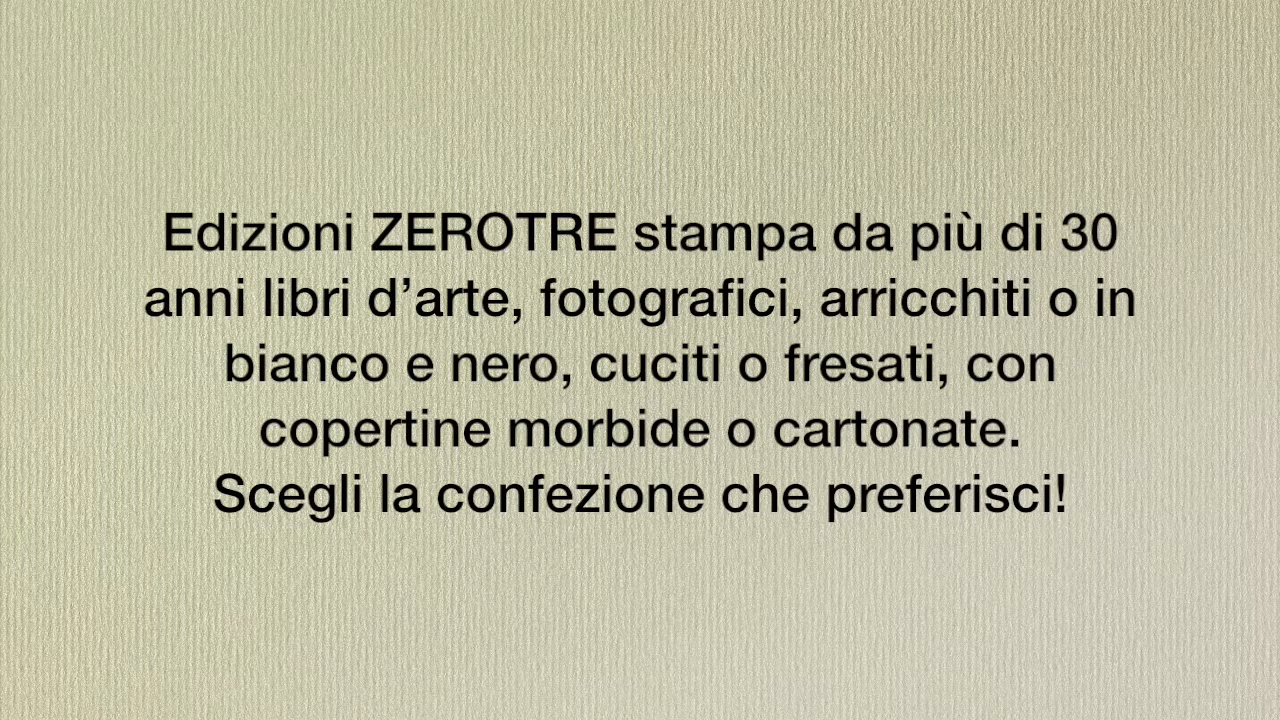 Edizioni ZEROTRE stampa da più di 30
anni libri d’arte, fotografici, arricchiti o in
bianco e nero, cuciti o fresati, con
copertine morbide o cartonate.
Scegli la confezione che preferisci!